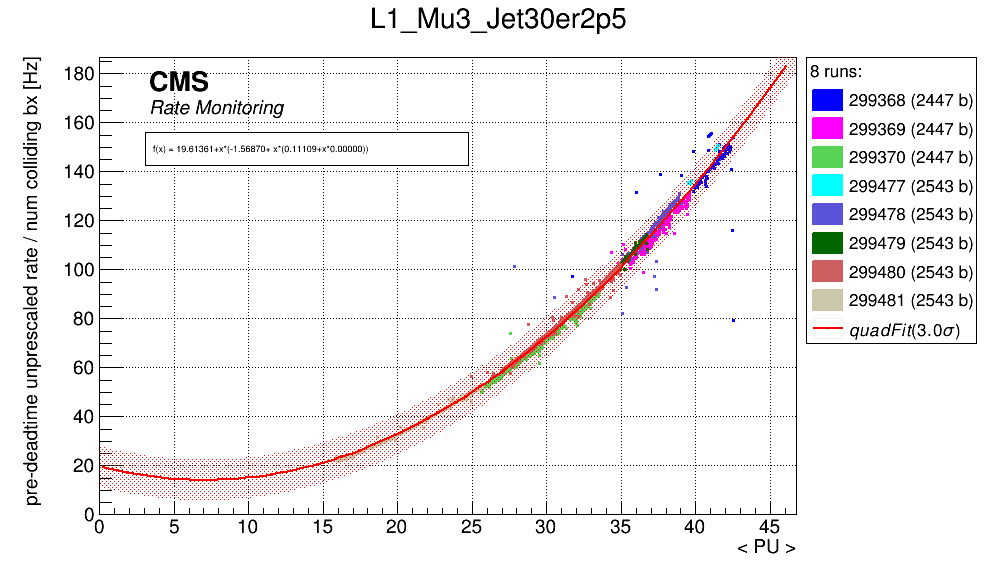 L1_Mu3_Jet30er2p5
pre-deadtime unprescaled rate / num colliding bx [Hz]
180
160
140
120
100
80
60
40
20
0
CMS
Rate Monitoring
f(x) = 19.61361+x*(-1.56870+ x*(0.11109+x*0.00000))
0 5 10 15 20 25 30 35 40 45
< PU >
8 runs:
299368 (2447 b)
299369 (2447 b)
299370 (2447 b)
299477 (2543 b)
299478 (2543 b)
299479 (2543 b)
299480 (2543 b)
299481 (2543 b)
quadFit(3.0σ)